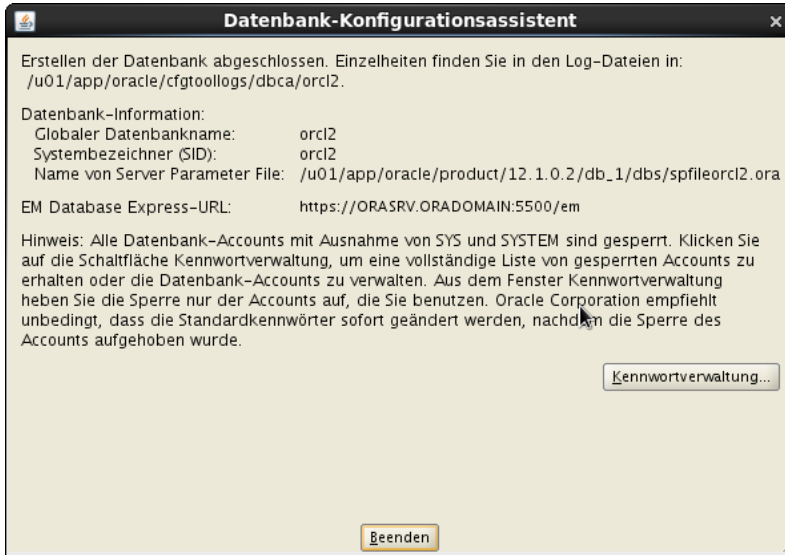 Datenbank-Konfigurationsassistent
Erstellen der Datenbank abgeschlossen. Einzelheiten finden Sie in den Log-Dateien in:
/u01/app/oracle/cfgtoollogs/dbca/orcl2.
Datenbank-Information:
Globaler Datenbankname: orcl2
Systembezeichner (SID): orcl2
Name von Server Parameter File: /u01/app/oracle/product/12.1.0.2/db_1/dbs/spfileorcl2.ora
EM Database Express-URL: https://ORASRV.ORADOMAIN:5500/em
Hinweis: Alle Datenbank-Accounts mit Ausnahme von SYS und SYSTEM sind gesperrt. Klicken Sie
auf die Schaltfläche Kennwortverwaltung, um eine vollständige Liste von gesperrten Accounts zu
erhalten oder die Datenbank-Accounts zu verwalten. Aus dem Fenster Kennwortverwaltung
heben Sie die Sperre nur der Accounts auf, die Sie benutzen. Oracle Corporation empfiehlt
unbedingt, dass die Standardkennwörter sofort geändert werden, nachdem die Sperre des
Accounts aufgehoben wurde.
Kennwortverwaltung...
Beenden